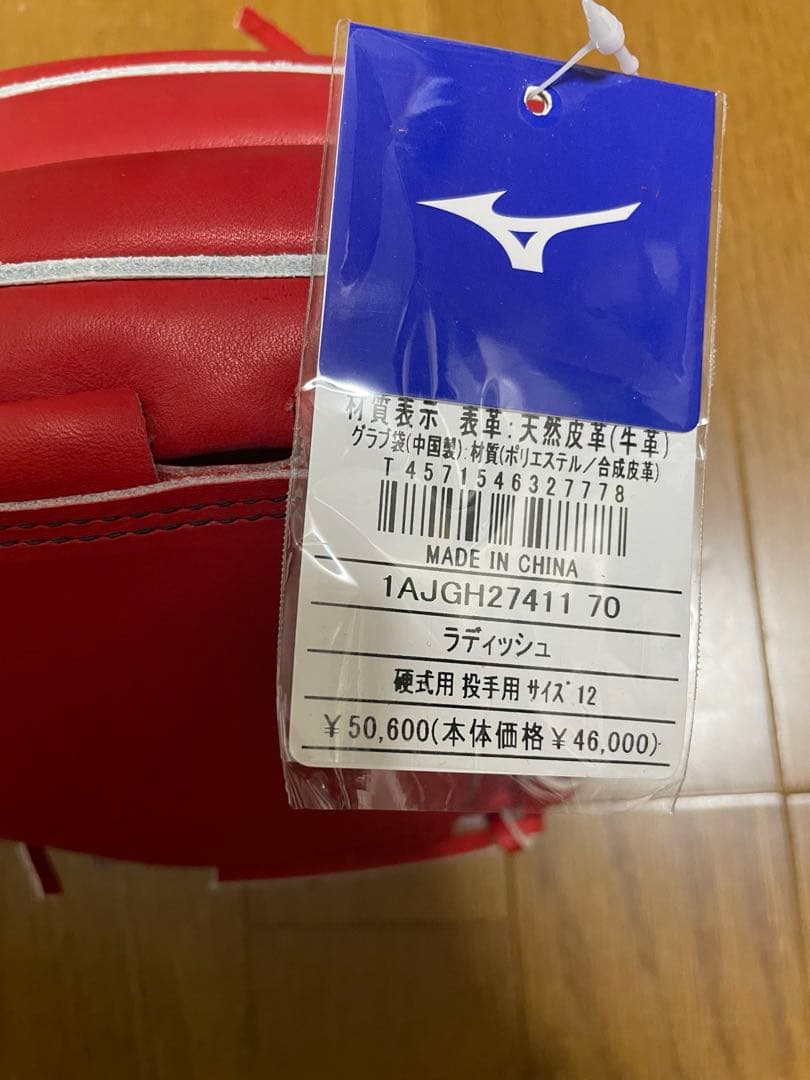 材質表示 表革:天然皮革(牛革)
グラブ袋(中国製):材質(ポリエステル/合成皮革)
T 4571546327778
MADE IN CHINA
1AJGH27411 70
ラディッシュ
硬式用 投手用 サイズ12
¥50,600(本体価格¥46,000)